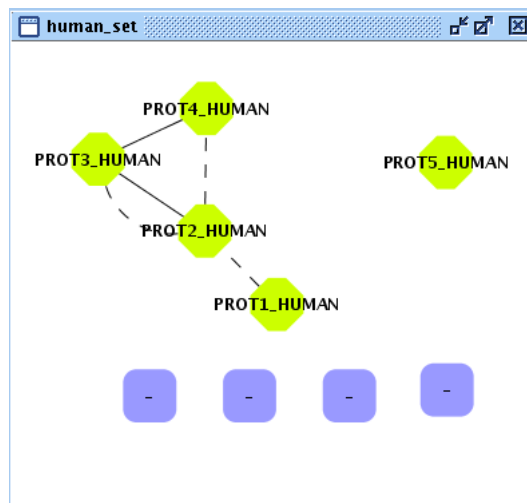 human_set
PROT4_HUMAN
PROT3_HUMAN
PROT5_HUMAN
PROT2_HUMAN
PROT1_HUMAN
- - - -